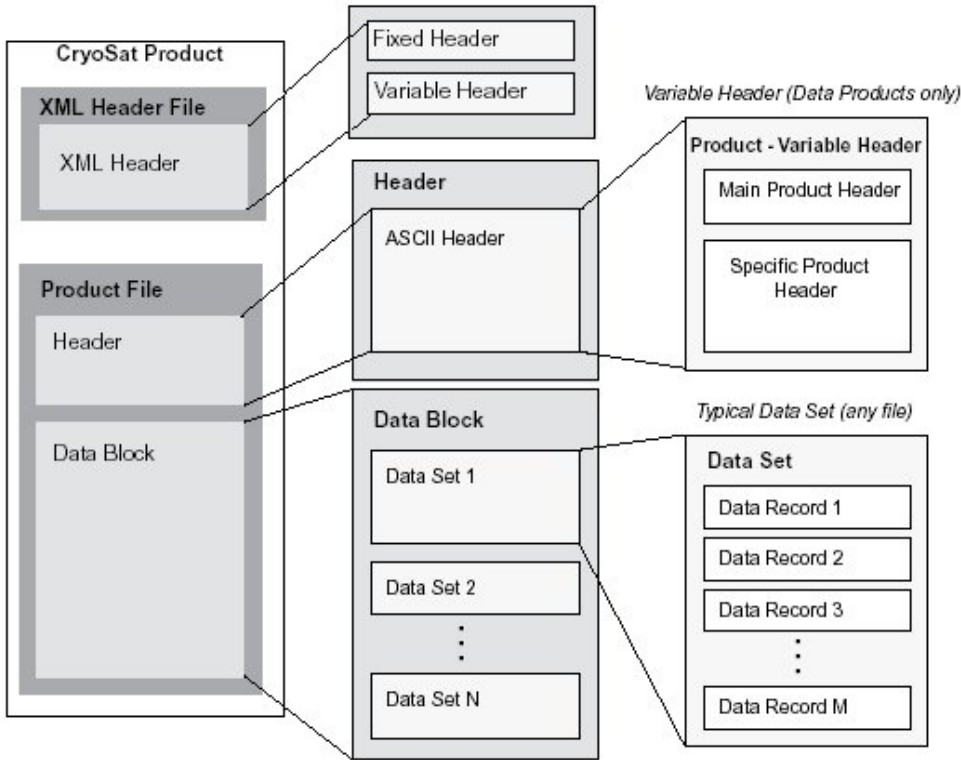 CryoSat Product
XML Header File
XML Header
Product File
Header
Data Block
Fixed Header
Variable Header
Header
ASCII Header
Data Block
Data Set 1
Data Set 2
Data Set N
Variable Header (Data Products only)
Product - Variable Header
Main Product Header
Specific Product
Header
Typical Data Set (any file)
Data Set
Data Record 1
Data Record 2
Data Record 3
Data Record M